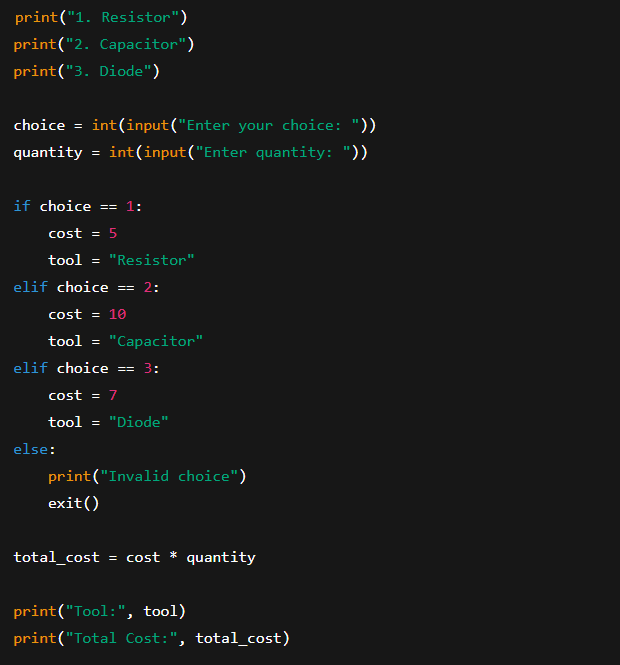 print("1. Resistor")
print("2. Capacitor")
print("3. Diode")

choice = int(input("Enter your choice: "))
quantity = int(input("Enter quantity: "))

if choice == 1:
    cost = 5
    tool = "Resistor"
elif choice == 2:
    cost = 10
    tool = "Capacitor"
elif choice == 3:
    cost = 7
    tool = "Diode"
else:
    print("Invalid choice")
    exit()

total_cost = cost * quantity

print("Tool:", tool)
print("Total Cost:", total_cost)